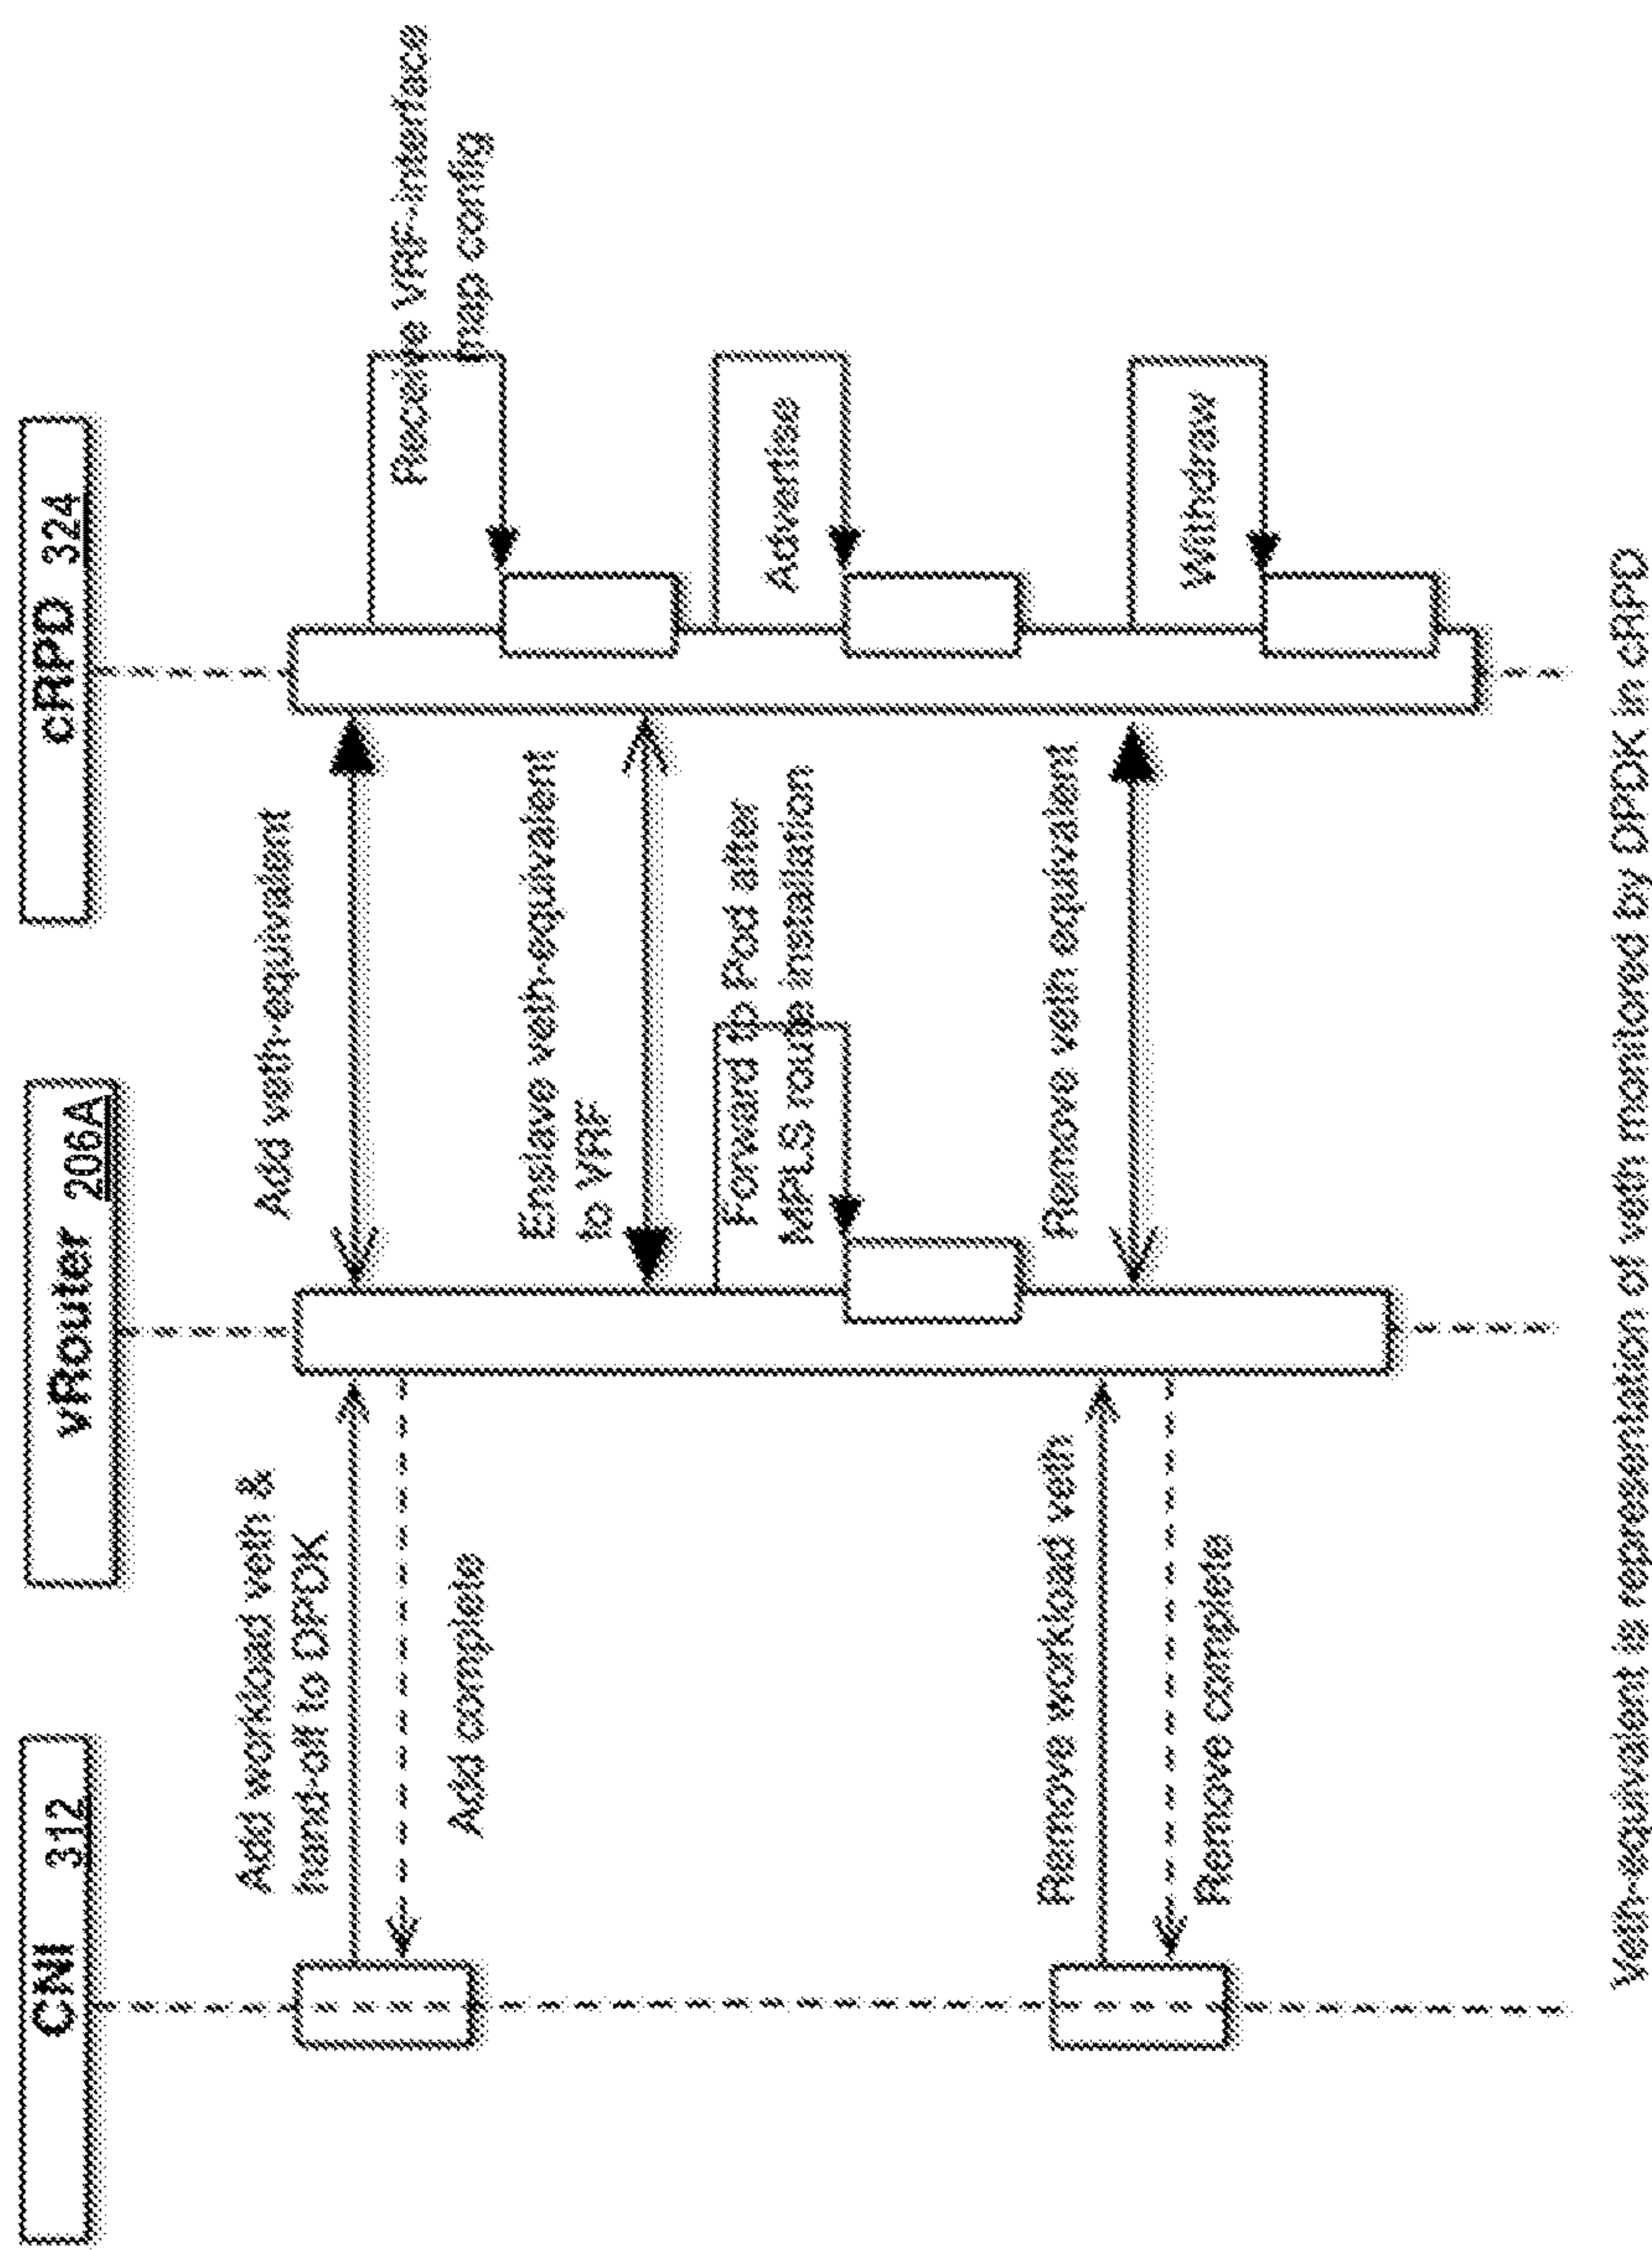 CNI 312
vRouter 206A
cRPD 324
Add workload veth &
hand-off to DPDK
Add complete
Add veth-equivalent
Receive VRF-interface
map config
Enslave veth-equivalent
to VRF
Forward to Pod after
MPLS route installation
Advertise
Remove workload veth
Remove complete
Remove veth equivalent
Withdraw
Veth-equivalent is representation of veth monitored by DPDK in cRPD